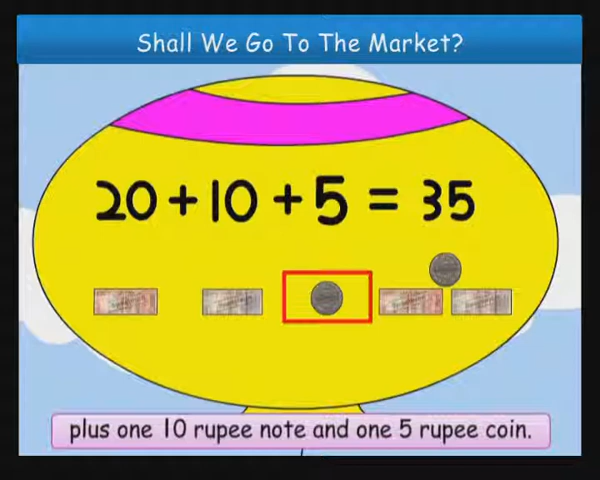 Shall We Go To The Market?
20 + 10 + 5 = 35
plus one 10 rupee note and one 5 rupee coin.